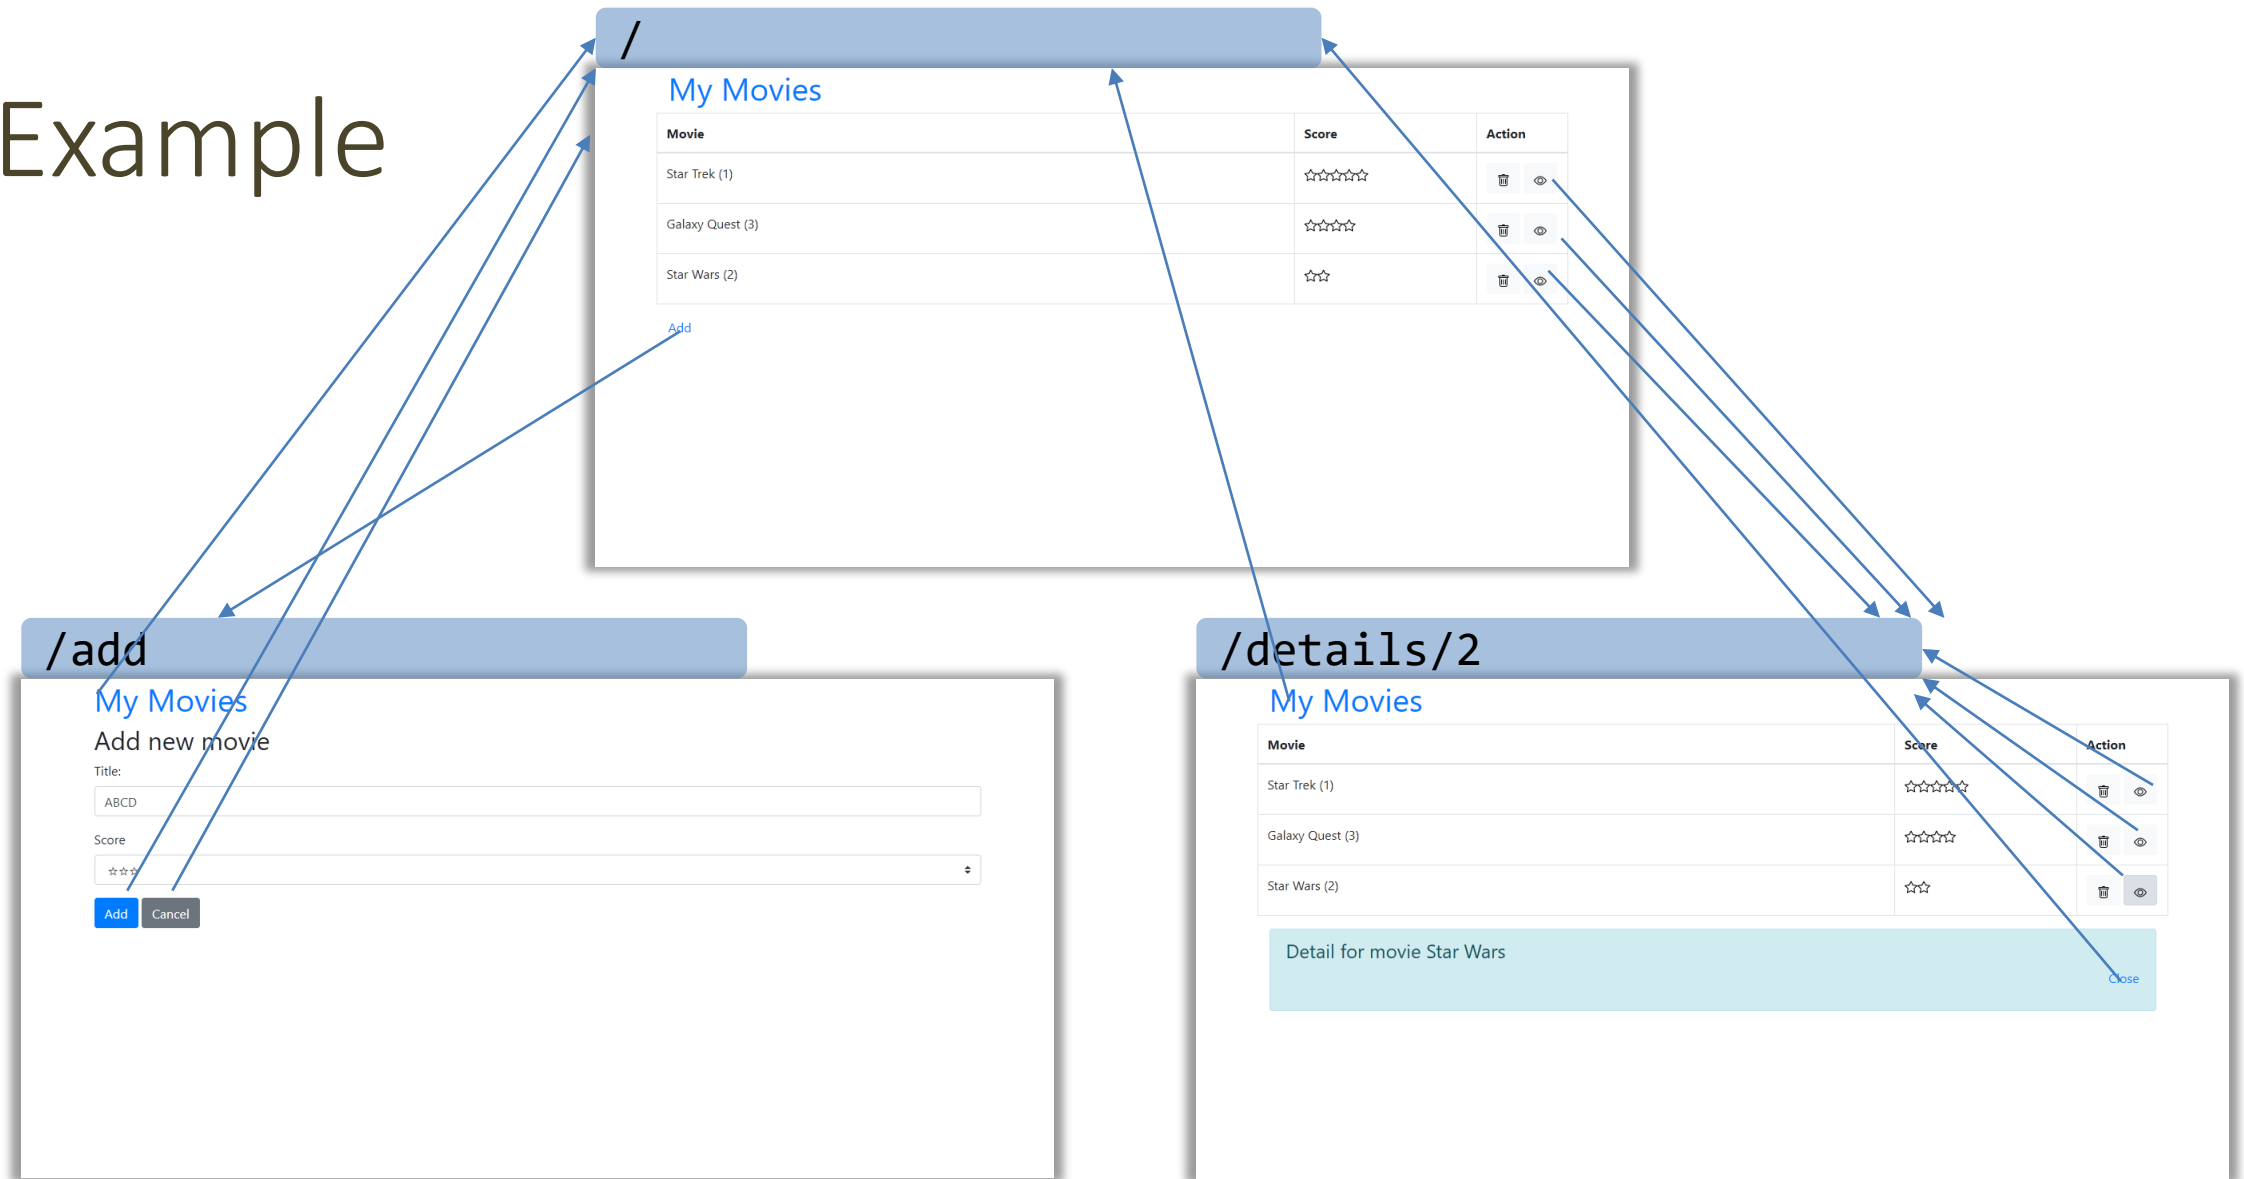 Example
/
My Movies
Movie Score Action
Star Trek (1) ☆☆☆☆☆
Galaxy Quest (3) ☆☆☆☆
Star Wars (2) ☆☆
Add
/add
My Movies
Add new movie
Title:
ABCD
Score
☆☆☆
Add Cancel
/details/2
My Movies
Movie Score Action
Star Trek (1) ☆☆☆☆☆
Galaxy Quest (3) ☆☆☆☆
Star Wars (2) ☆☆
Detail for movie Star Wars
Close